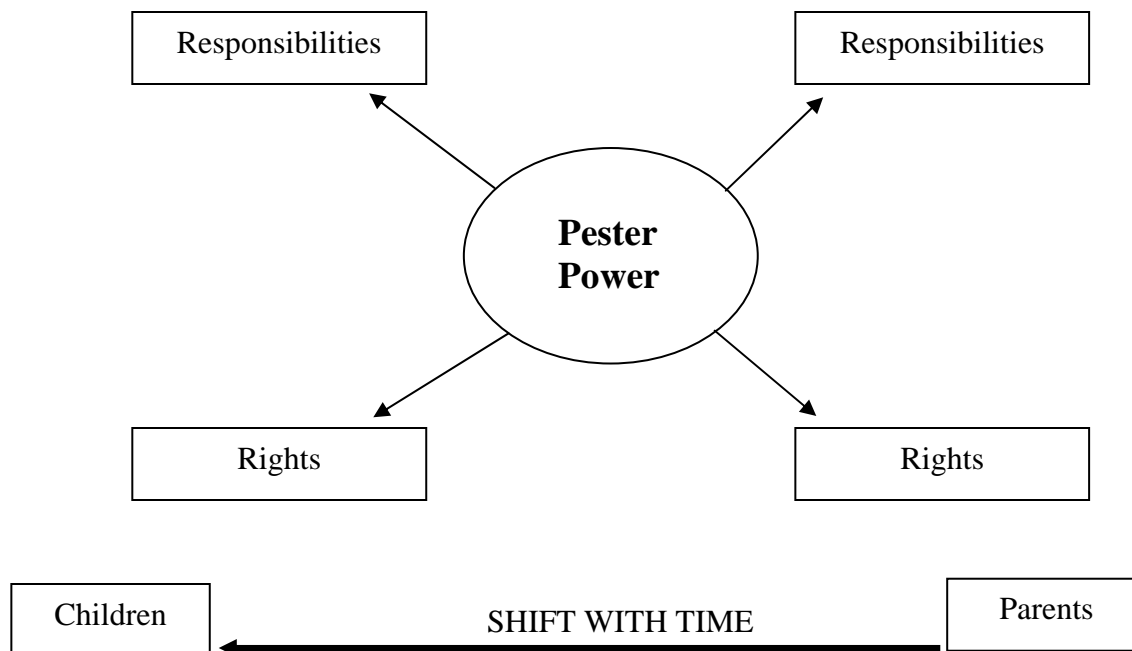 Responsibilities
Responsibilities
Pester
Power
Rights
Rights
Children
SHIFT WITH TIME
Parents